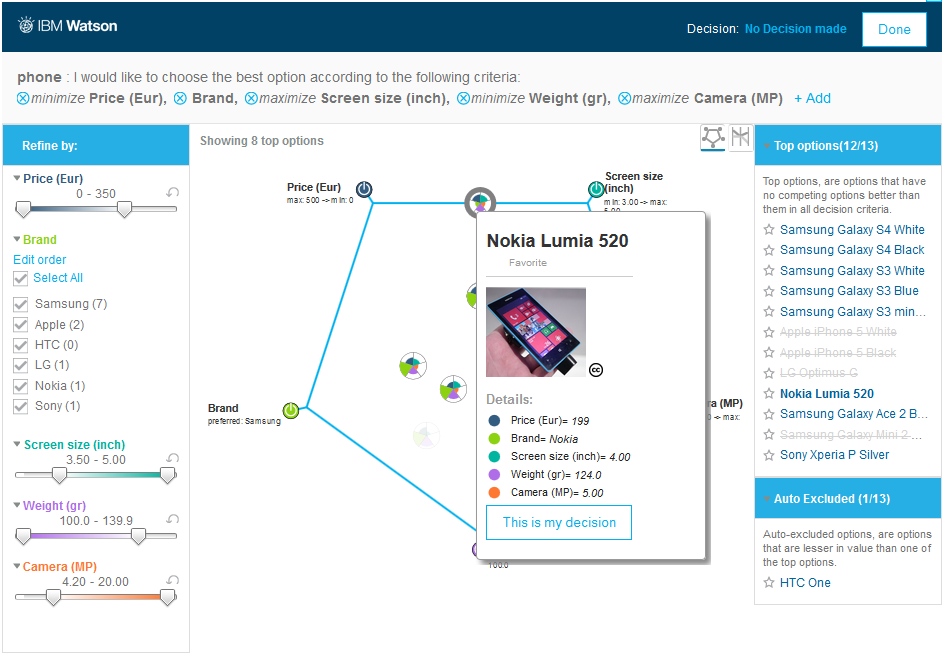 IBM Watson
Decision: No Decision made
Done
phone : I would like to choose the best option according to the following criteria:
minimize Price (Eur), Brand, maximize Screen size (inch), minimize Weight (gr), maximize Camera (MP) + Add
Refine by:
Price (Eur)
0 - 350
Brand
Edit order
Select All
Samsung (7)
Apple (2)
HTC (0)
LG (1)
Nokia (1)
Sony (1)
Screen size (inch)
3.50 - 5.00
Weight (gr)
100.0 - 139.9
Camera (MP)
4.20 - 20.00
Showing 8 top options
Price (Eur)
max: 500 -> min: 0
Screen size
(inch)
min: 3.00 -> max:
5.00
Brand
preferred: Samsung
ra (MP)
-> max:
100.0
Nokia Lumia 520
Favorite
cc
Details:
Price (Eur)= 199
Brand= Nokia
Screen size (inch)= 4.00
Weight (gr)= 124.0
Camera (MP)= 5.00
This is my decision
Top options(12/13)
Top options, are options that have
no competing options better than
them in all decision criteria.
Samsung Galaxy S4 White
Samsung Galaxy S4 Black
Samsung Galaxy S3 White
Samsung Galaxy S3 Blue
Samsung Galaxy S3 min...
Apple iPhone 5 White
Apple iPhone 5 Black
LG Optimus G
Nokia Lumia 520
Samsung Galaxy Ace 2 B...
Samsung Galaxy Mini 2 ...
Sony Xperia P Silver
Auto Excluded (1/13)
Auto-excluded options, are options
that are lesser in value than one of
the top options.
HTC One